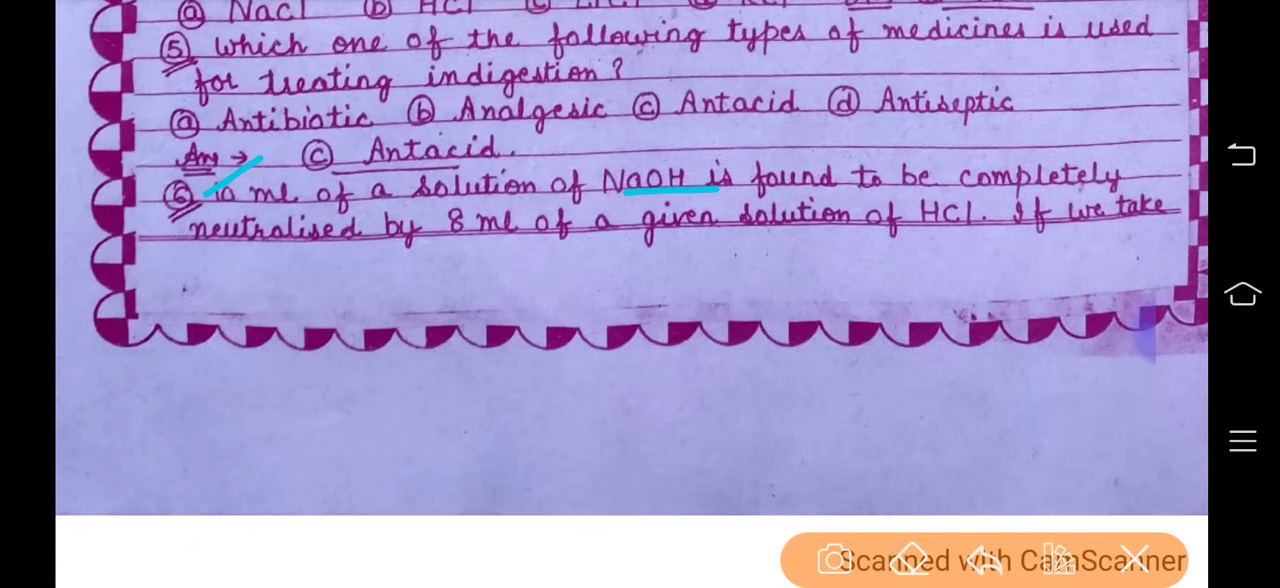 ⓐ NaCl ⓑ HCl ⓒ
⑤ which one of the following types of medicines is used
for treating indigestion?
ⓐ Antibiotic ⓑ Analgesic ⓒ Antacid ⓓ Antiseptic
Ans → ⓒ Antacid.
⑥ 10 ml of a solution of NaOH is found to be completely
neutralised by 8 ml of a given solution of HCl. If we take
Scanned with CamScanner